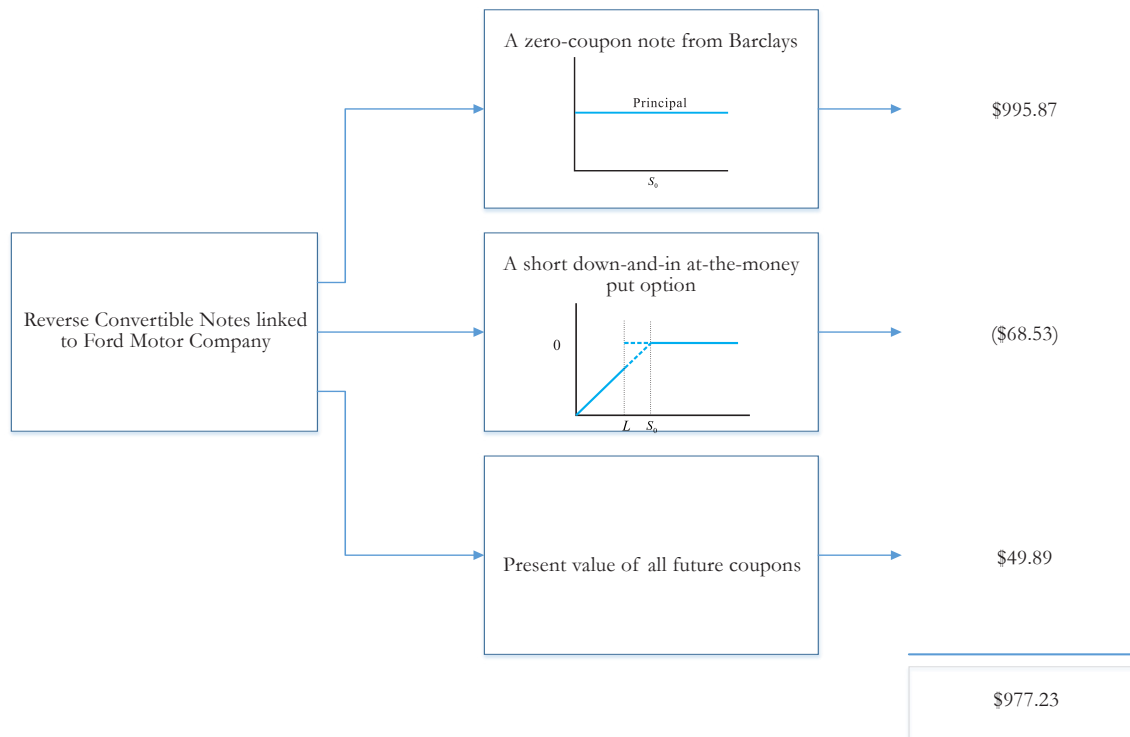 A zero-coupon note from Barclays
Principal
S₀
$995.87
Reverse Convertible Notes linked
to Ford Motor Company
A short down-and-in at-the-money
put option
0
L S₀
($68.53)
Present value of all future coupons
$49.89
$977.23